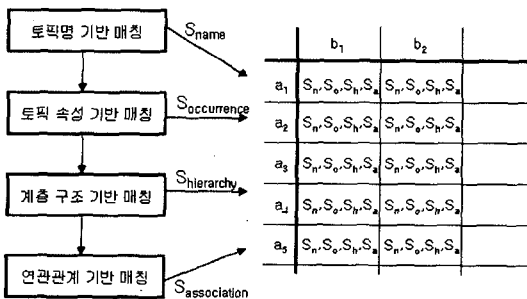 토픽명 기반 매칭
S_name
토픽 속성 기반 매칭
S_occurrence
계층 구조 기반 매칭
S_hierarchy
연관관계 기반 매칭
S_association
b₁ b₂
a₁ Sₙ,Sₒ,Sₕ,Sₐ Sₙ,Sₒ,Sₕ,Sₐ
a₂ Sₙ,Sₒ,Sₕ,Sₐ Sₙ,Sₒ,Sₕ,Sₐ
a₃ Sₙ,Sₒ,Sₕ,Sₐ Sₙ,Sₒ,Sₕ,Sₐ
a₄ Sₙ,Sₒ,Sₕ,Sₐ Sₙ,Sₒ,Sₕ,Sₐ
a₅ Sₙ,Sₒ,Sₕ,Sₐ Sₙ,Sₒ,Sₕ,Sₐ